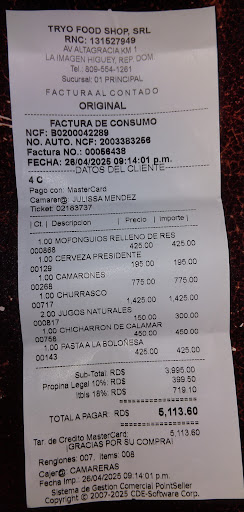 TRYO FOOD SHOP, SRL
RNC: 131527949
AV ALTAGRACIA KM 1
LA IMAGEN HIGUEY, REP DOM
Tel.: 809-554-1261
Sucursal: 01 PRINCIPAL
FACTURA AL CONTADO
ORIGINAL
FACTURA DE CONSUMO
NCF: B0200042289
NO. AUTO. NCF: 2003383256
Factura NO.: 00056438
FECHA: 26/04/2025 09:14:01 p.m.
DATOS DEL CLIENTE
4 C
Pago con: MasterCard
Camarer@ JULISSA MENDEZ
Ticket: 02183737
| Ct. | Descripcion | Precio | Importe |
1.00 MOFONGUIOS RELLENO DE RES
000866 425.00 425.00
1.00 CERVEZA PRESIDENTE
00129 195.00 195.00
1.00 CAMARONES
00268 775.00 775.00
1.00 CHURRASCO
00717 1,425.00 1,425.00
2.00 JUGOS NATURALES
000817 150.00 300.00
1.00 CHICHARRON DE CALAMAR
00758 450.00 450.00
1.00 PASTA A LA BOLOÑESA
00143 425.00 425.00
Sub-Total: RD$ 3,995.00
Propina Legal 10%: RD$ 399.50
Itbis 18%: RD$ 719.10
TOTAL A PAGAR: RD$ 5,113.60
Tar. de Credito MasterCard: 5,113.60
¡GRACIAS POR SU COMPRA!
Renglones: 007, Items: 008
Cajer@ CAMARERAS
Fecha Imp.: 26/04/2025 09:14:01 p.m.
Sistema de Gestion Comercial PointSeller
Copyright © 2007-2025 CDE-Software Corp.